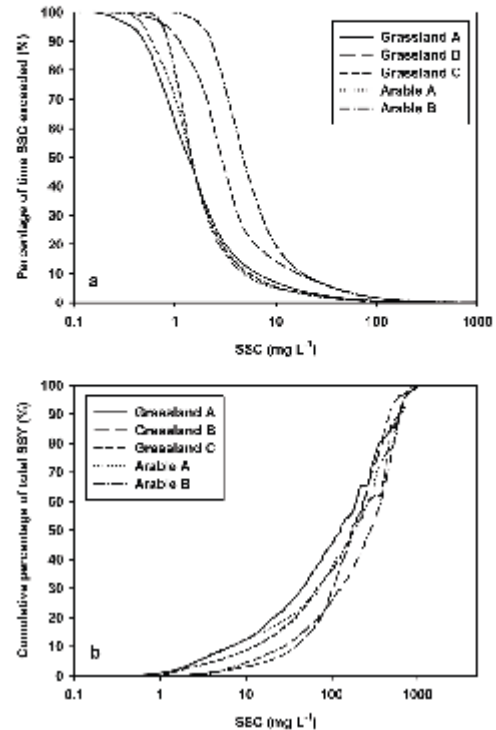 Percentage of time SSC exceeded (%)
100
90
80
70
60
50
40
30
20
10
0
Grassland A
Grassland B
Grassland C
Arable A
Arable B
a
0.1 1 10 100 1000
SSC (mg L⁻¹)
Cumulative percentage of total SSY (%)
100
90
80
70
60
50
40
30
20
10
0
Grassland A
Grassland B
Grassland C
Arable A
Arable B
b
0.1 1 10 100 1000
SSC (mg L⁻¹)